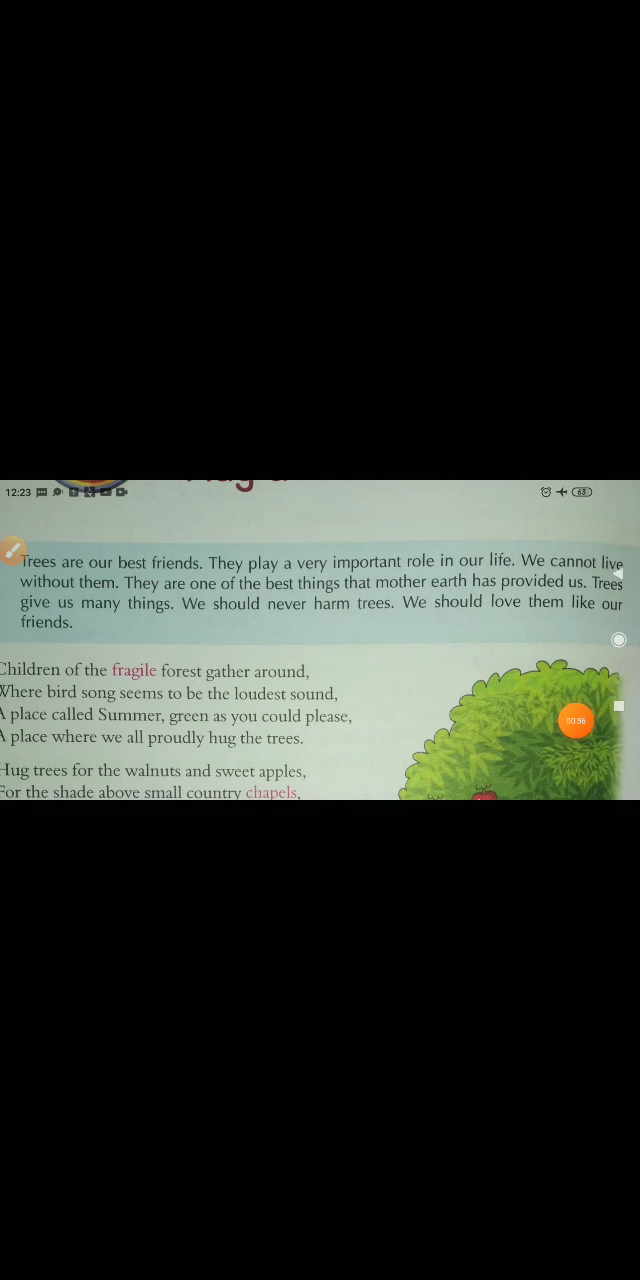 12:23
63
Trees are our best friends. They play a very important role in our life. We cannot live
without them. They are one of the best things that mother earth has provided us. Trees
give us many things. We should never harm trees. We should love them like our
friends.
Children of the fragile forest gather around,
Where bird song seems to be the loudest sound,
A place called Summer, green as you could please,
A place where we all proudly hug the trees.
00:56
Hug trees for the walnuts and sweet apples,
For the shade above small country chapels,